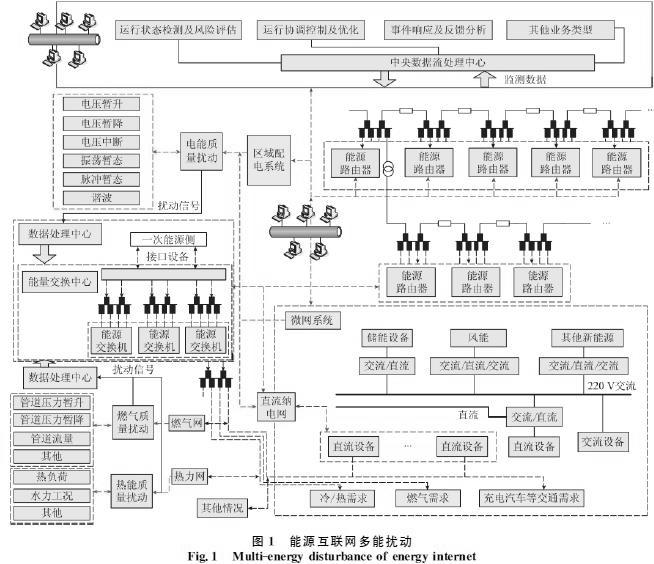 运行状态检测及风险评估
运行协调控制及优化
事件响应及反馈分析
其他业务类型
中央数据流处理中心
监测数据
电压暂升
电压暂降
电压中断
振荡暂态
脉冲暂态
谐波
电能质
量扰动
区域配
电系统
扰动信号
能源
路由器
能源
路由器
能源
路由器
能源
路由器
能源
路由器
数据处理中心
一次能源侧
接口设备
能量交换中心
能源
交换机
能源
交换机
能源
交换机
能源
路由器
能源
路由器
能源
路由器
微网系统
储能设备
风能
其他新能源
交流/直流
交流/直流/交流
交流/直流/交流
220 V交流
数据处理中心
扰动信号
直流纳
电网
直流
交流/直流
直流设备
...
直流设备
直流设备
交流设备
管道压力暂升
管道压力暂降
管道流量
其他
燃气质
量扰动
燃气网
热负荷
水力工况
其他
热能质
量扰动
热力网
其他情况
冷/热需求
燃气需求
充电汽车等交通需求
图 1 能源互联网多能扰动
Fig. 1 Multi-energy disturbance of energy internet